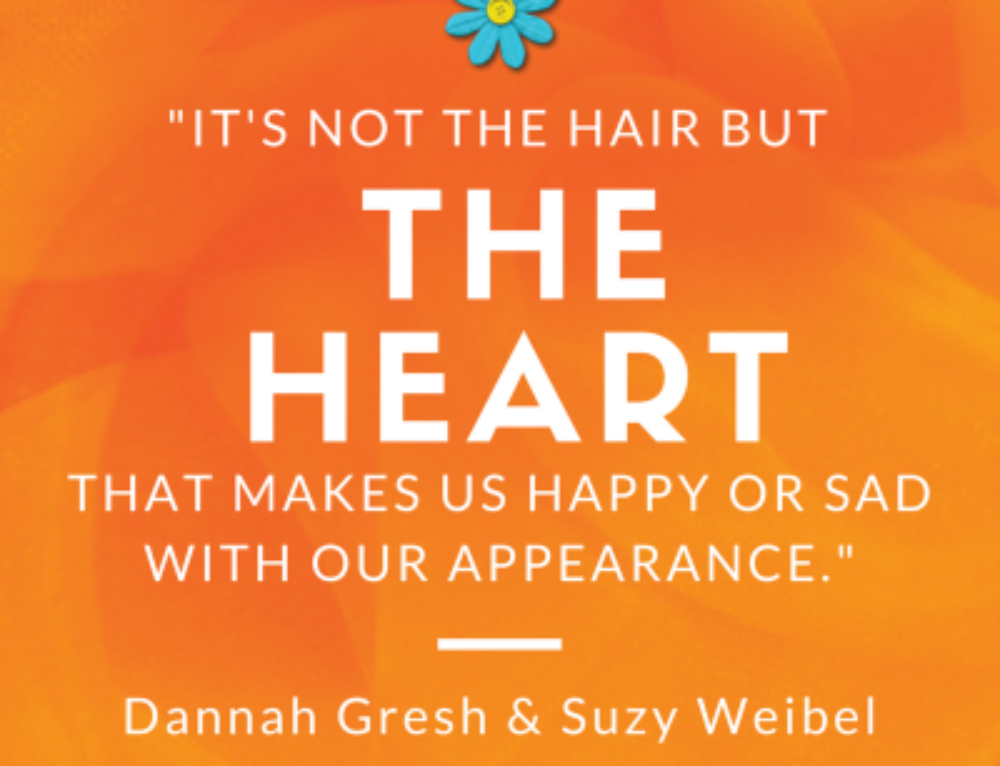 "IT'S NOT THE HAIR BUT
THE
HEART
THAT MAKES US HAPPY OR SAD
WITH OUR APPEARANCE."
Dannah Gresh & Suzy Weibel